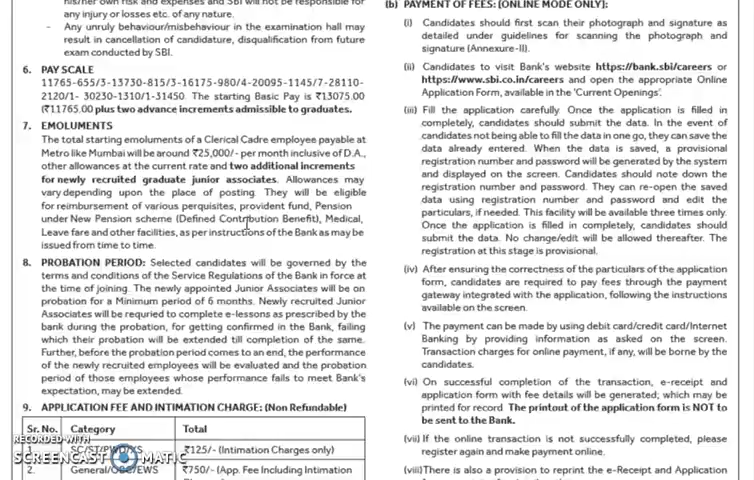 his/her own risk and expenses and SBI will not be responsible for
any injury or losses etc. of any nature.
- Any unruly behaviour/misbehaviour in the examination hall may
result in cancellation of candidature, disqualification from future
exam conducted by SBI.
6. PAY SCALE
11765-655/3-13730-815/3-16175-980/4-20095-1145/7-28110-
2120/1- 30230-1310/1-31450. The starting Basic Pay is ₹13075.00
(₹11765.00 plus two advance increments admissible to graduates.
7. EMOLUMENTS
The total starting emoluments of a Clerical Cadre employee payable at
Metro like Mumbai will be around ₹25,000/- per month inclusive of D.A.,
other allowances at the current rate and two additional increments
for newly recruited graduate junior associates. Allowances may
vary depending upon the place of posting. They will be eligible
for reimbursement of various perquisites, provident fund, Pension
under New Pension scheme (Defined Contribution Benefit), Medical,
Leave fare and other facilities, as per instructions of the Bank as may be
issued from time to time.
8. PROBATION PERIOD: Selected candidates will be governed by the
terms and conditions of the Service Regulations of the Bank in force at
the time of joining. The newly appointed Junior Associates will be on
probation for a Minimum period of 6 months. Newly recruited Junior
Associates will be requried to complete e-lessons as prescribed by the
bank during the probation, for getting confirmed in the Bank, failing
which their probation will be extended till completion of the same.
Further, before the probation period comes to an end, the performance
of the newly recruited employees will be evaluated and the probation
period of those employees whose performance fails to meet Bank's
expectation, may be extended.
9. APPLICATION FEE AND INTIMATION CHARGE: (Non Refundable)
Sr. No. Category Total
1. SC/ST/PWD/XS ₹125/- (Intimation Charges only)
2. General/OBC/EWS ₹750/- (App. Fee Including Intimation
RECORDED WITH
SCREENCAST MATIC
(b) PAYMENT OF FEES: (ONLINE MODE ONLY):
(i) Candidates should first scan their photograph and signature as
detailed under guidelines for scanning the photograph and
signature (Annexure-II).
(ii) Candidates to visit Bank's website https://bank.sbi/careers or
https://www.sbi.co.in/careers and open the appropriate Online
Application Form, available in the 'Current Openings'.
(iii) Fill the application carefully. Once the application is filled in
completely, candidates should submit the data. In the event of
candidates not being able to fill the data in one go, they can save the
data already entered. When the data is saved, a provisional
registration number and password will be generated by the system
and displayed on the screen. Candidates should note down the
registration number and password. They can re-open the saved
data using registration number and password and edit the
particulars, if needed. This facility will be available three times only.
Once the application is filled in completely, candidates should
submit the data. No change/edit will be allowed thereafter. The
registration at this stage is provisional.
(iv) After ensuring the correctness of the particulars of the application
form, candidates are required to pay fees through the payment
gateway integrated with the application, following the instructions
available on the screen.
(v) The payment can be made by using debit card/credit card/Internet
Banking by providing information as asked on the screen.
Transaction charges for online payment, if any, will be borne by the
candidates.
(vi) On successful completion of the transaction, e-receipt and
application form with fee details will be generated; which may be
printed for record. The printout of the application form is NOT to
be sent to the Bank.
(vii) If the online transaction is not successfully completed, please
register again and make payment online.
(viii)There is also a provision to reprint the e-Receipt and Application